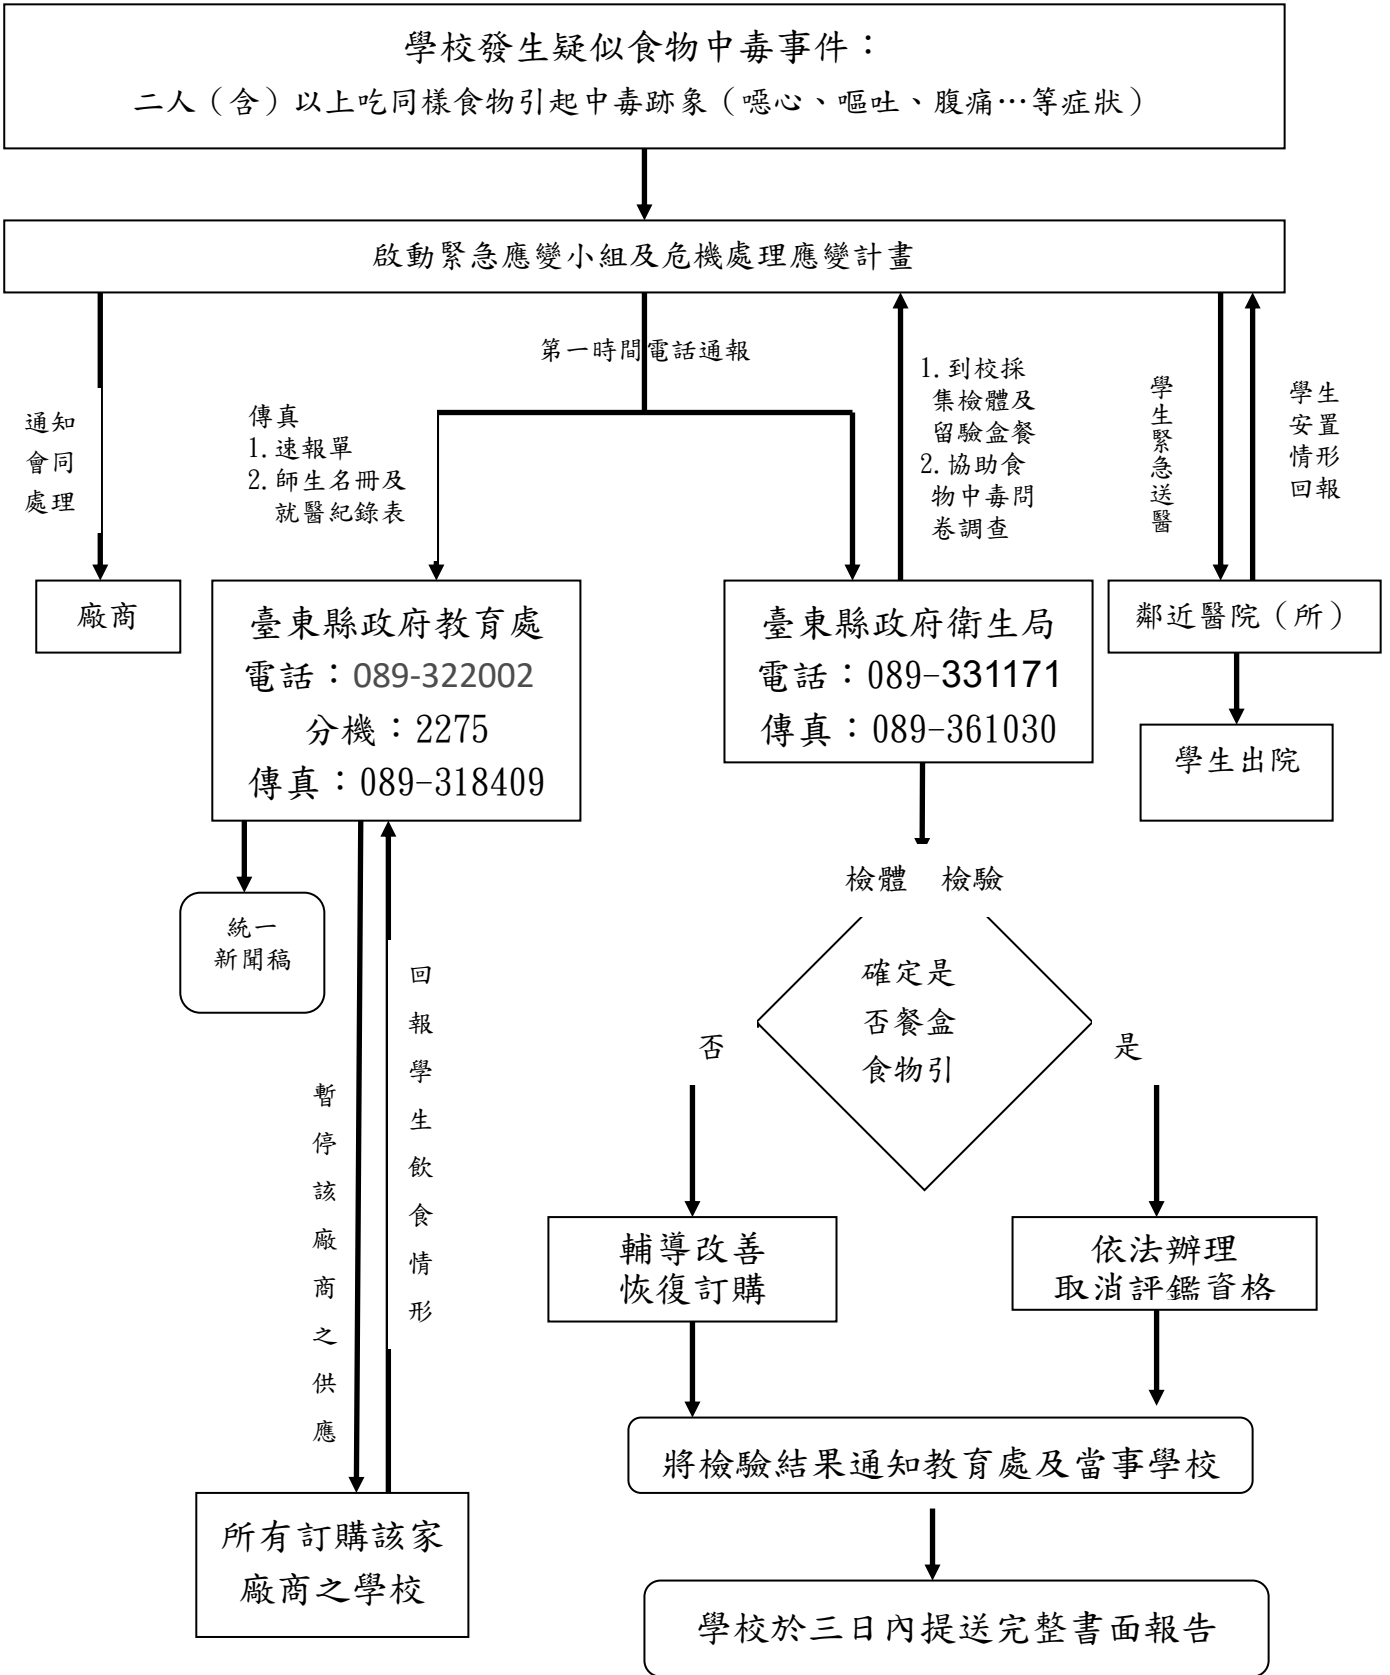 學校發生疑似食物中毒事件：
二人（含）以上吃同樣食物引起中毒跡象（噁心、嘔吐、腹痛…等症狀）
啟動緊急應變小組及危機處理應變計畫
第一時間電話通報
通知
會同
處理
傳真
1.速報單
2.師生名冊及
就醫紀錄表
1.到校採
集檢體及
留驗盒餐
2.協助食
物中毒問
卷調查
學生緊急送醫
學生
安置
情形
回報
廠商
臺東縣政府教育處
電話：089-322002
分機：2275
傳真：089-318409
臺東縣政府衛生局
電話：089-331171
傳真：089-361030
鄰近醫院（所）
學生出院
統一
新聞稿
檢體　檢驗
確定是
否餐盒
食物引
否
是
暫停該廠商之供應
回報學生飲食情形
輔導改善
恢復訂購
依法辦理
取消評鑑資格
將檢驗結果通知教育處及當事學校
所有訂購該家
廠商之學校
學校於三日內提送完整書面報告